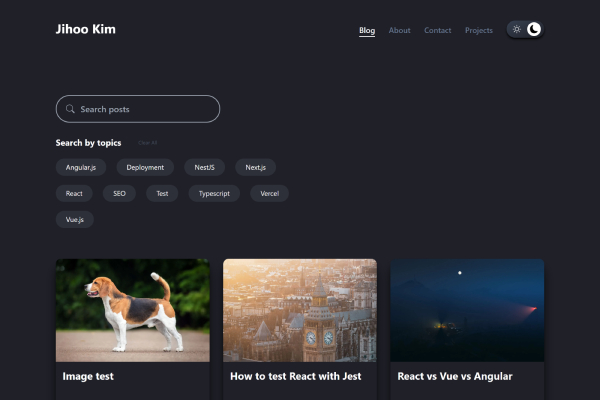 Jihoo Kim
Blog About Contact Projects
Search posts
Search by topics Clear All
Angular.js Deployment NestJS Next.js
React SEO Test Typescript Vercel
Vue.js
Image test
How to test React with Jest
React vs Vue vs Angular